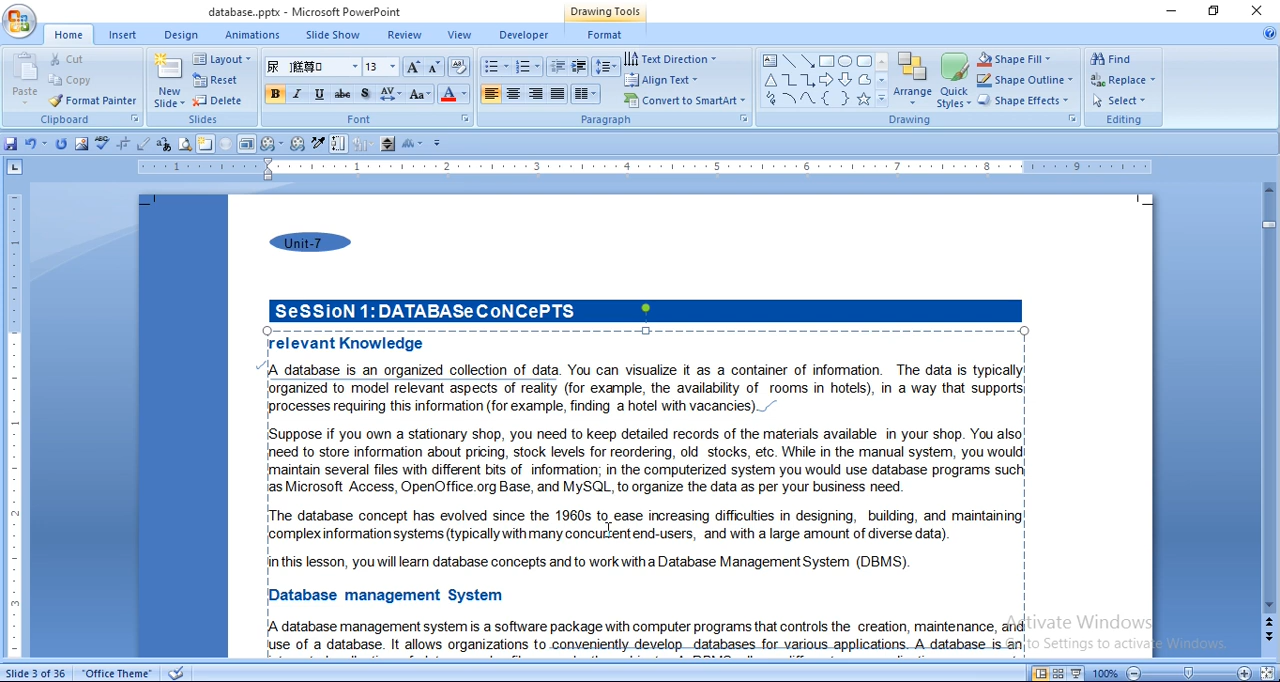 database..pptx - Microsoft PowerPoint
Drawing Tools
Home Insert Design Animations Slide Show Review View Developer Format
Cut
Copy
Format Painter
Paste
Clipboard
New Slide
Layout
Reset
Delete
Slides
13
B I U abc S AV Aa A
Font
Text Direction
Align Text
Convert to SmartArt
Paragraph
Arrange
Quick Styles
Shape Fill
Shape Outline
Shape Effects
Drawing
Find
Replace
Select
Editing
1 1 2 3 4 5 6 7 8 9
Unit-7
SeSSioN 1: DATABASe CoNCePTS
relevant Knowledge
A database is an organized collection of data. You can visualize it as a container of information. The data is typically
organized to model relevant aspects of reality (for example, the availability of rooms in hotels), in a way that supports
processes requiring this information (for example, finding a hotel with vacancies).
Suppose if you own a stationary shop, you need to keep detailed records of the materials available in your shop. You also
need to store information about pricing, stock levels for reordering, old stocks, etc. While in the manual system, you would
maintain several files with different bits of information; in the computerized system you would use database programs such
as Microsoft Access, OpenOffice.org Base, and MySQL, to organize the data as per your business need.
The database concept has evolved since the 1960s to ease increasing difficulties in designing, building, and maintaining
complex information systems (typically with many concurrent end-users, and with a large amount of diverse data).
in this lesson, you will learn database concepts and to work with a Database Management System (DBMS).
Database management System
A database management system is a software package with computer programs that controls the creation, maintenance, and
use of a database. It allows organizations to conveniently develop databases for various applications. A database is an
Activate Windows
Go to Settings to activate Windows.
Slide 3 of 36 "Office Theme" 100%